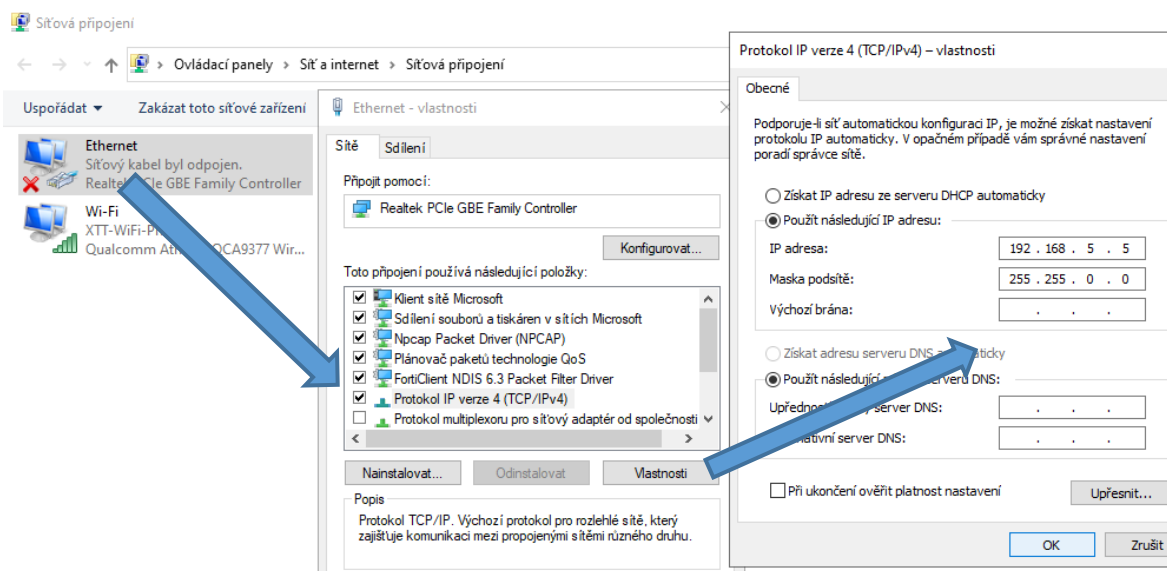 Síťová připojení
Ovládací panely > Síť a internet > Síťová připojení
Uspořádat
Zakázat toto síťové zařízení
Ethernet
Síťový kabel byl odpojen.
Realtek PCIe GBE Family Controller
Wi-Fi
Qualcomm QCA9377 Wir...
Ethernet - vlastnosti
Sítě
Sdílení
Připojit pomocí:
Realtek PCIe GBE Family Controller
Konfigurovat...
Toto připojení používá následující položky:
Klient sítě Microsoft
Sdílení souborů a tiskáren v sítích Microsoft
Npcap Packet Driver (NPCAP)
Plánovač paketů technologie QoS
FortiClient NDIS 6.3 Packet Filter Driver
Protokol IP verze 4 (TCP/IPv4)
Protokol multiplexoru pro síťový adaptér od společnosti
Nainstalovat...
Odinstalovat
Vlastnosti
Popis
Protokol TCP/IP. Výchozí protokol pro rozlehlé sítě, který
zajišťuje komunikaci mezi propojenými sítěmi různého druhu.
Protokol IP verze 4 (TCP/IPv4) – vlastnosti
Obecné
Podporuje-li síť automatickou konfiguraci IP, je možné získat nastavení
protokolu IP automaticky. V opačném případě vám správné nastavení
poradí správce sítě.
Získat IP adresu ze serveru DHCP automaticky
Použít následující IP adresu:
IP adresa:
192 . 168 . 5 . 5
Maska podsítě:
255 . 255 . 0 . 0
Výchozí brána:
. . .
Získat adresu serveru DNS automaticky
Použít následující serverů DNS:
server DNS:
. . .
server DNS:
. . .
Při ukončení ověřit platnost nastavení
Upřesnit...
OK
Zrušit